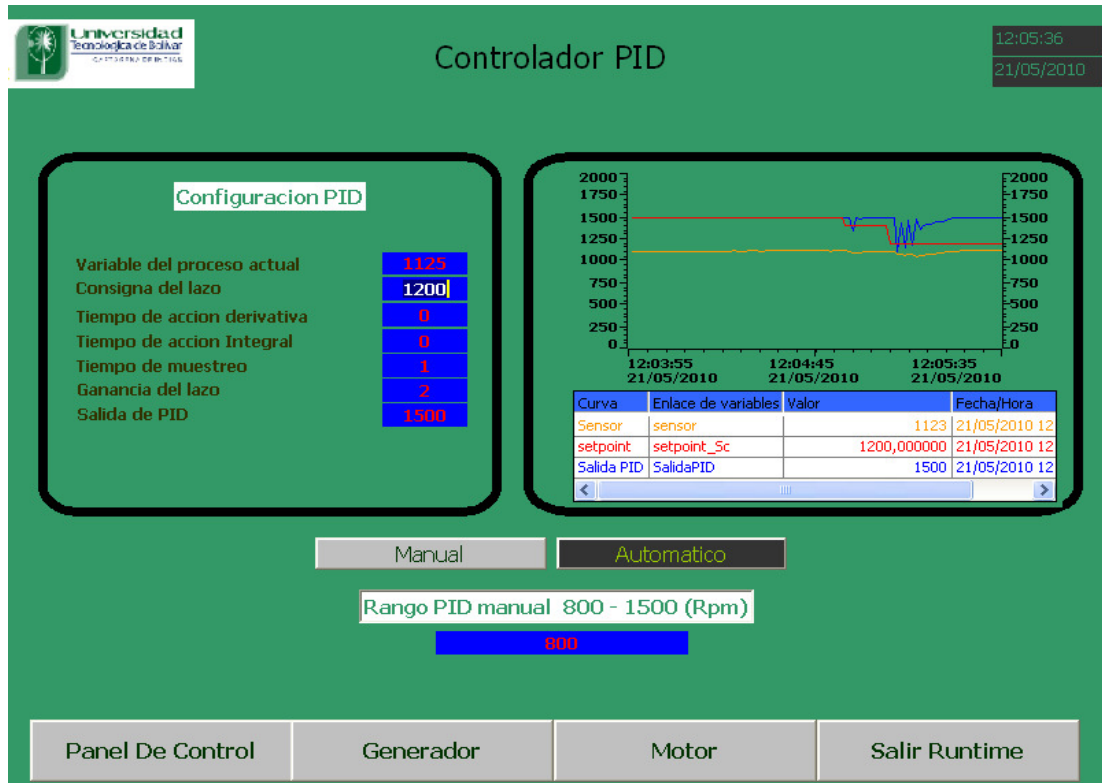 Universidad
Tecnologica de Bolivar
CARTAGENA DE INDIAS
Controlador PID
12:05:36
21/05/2010
Configuracion PID
Variable del proceso actual 1125
Consigna del lazo 1200
Tiempo de accion derivativa 0
Tiempo de accion Integral 0
Tiempo de muestreo 1
Ganancia del lazo 2
Salida de PID 1500
2000 2000
1750 1750
1500 1500
1250 1250
1000 1000
750 750
500 500
250 250
0 0
12:03:55 12:04:45 12:05:35
21/05/2010 21/05/2010 21/05/2010
Curva Enlace de variables Valor Fecha/Hora
Sensor sensor 1123 21/05/2010 12
setpoint setpoint_Sc 1200,000000 21/05/2010 12
Salida PID SalidaPID 1500 21/05/2010 12
Manual Automatico
Rango PID manual 800 - 1500 (Rpm)
800
Panel De Control Generador Motor Salir Runtime